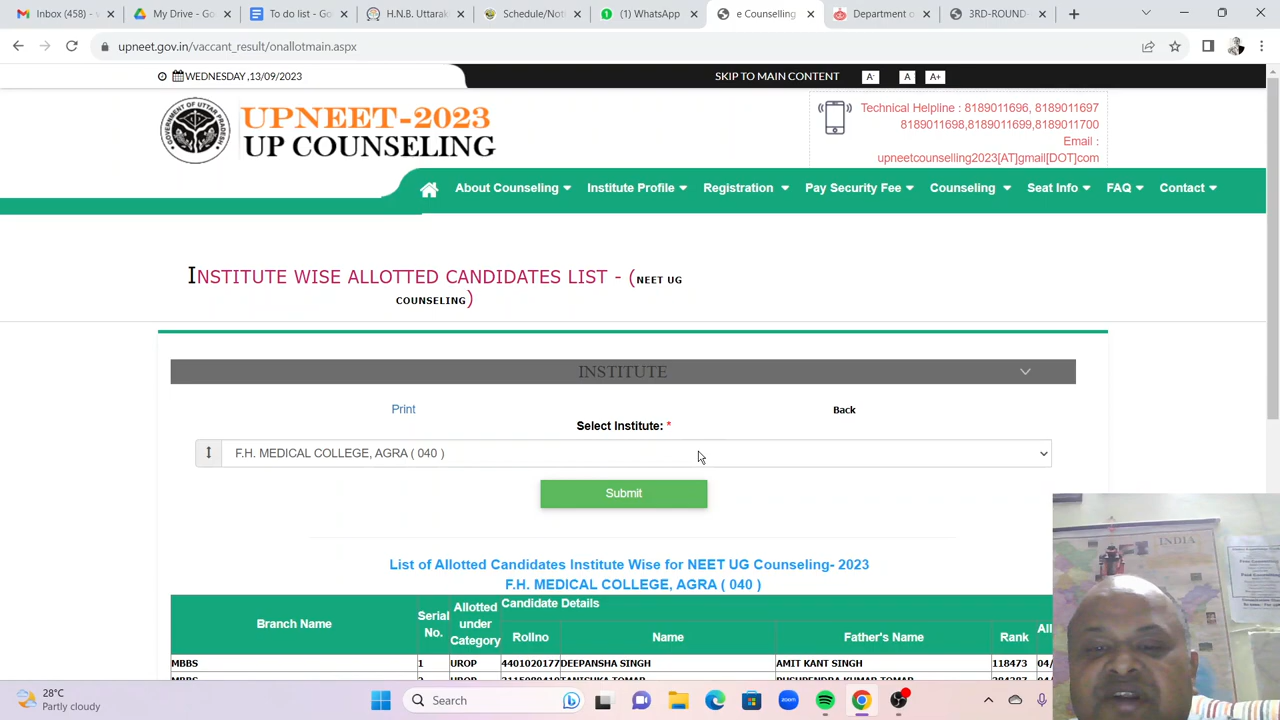 Inbox (458) -
My Drive - Go
To do list - Go
H.N.B. Uttarak
Schedule/Noti
(1) WhatsApp
e Counselling
Department o
3RD-ROUND-
upneet.gov.in/vaccant_result/onallotmain.aspx
WEDNESDAY ,13/09/2023
SKIP TO MAIN CONTENT
A-
A
A+
UPNEET-2023
UP COUNSELING
Technical Helpline : 8189011696, 8189011697
8189011698,8189011699,8189011700
Email :
upneetcounselling2023[AT]gmail[DOT]com
About Counseling
Institute Profile
Registration
Pay Security Fee
Counseling
Seat Info
FAQ
Contact
INSTITUTE WISE ALLOTTED CANDIDATES LIST - (NEET UG
COUNSELING)
INSTITUTE
Print
Back
Select Institute: *
F.H. MEDICAL COLLEGE, AGRA ( 040 )
Submit
List of Allotted Candidates Institute Wise for NEET UG Counseling- 2023
F.H. MEDICAL COLLEGE, AGRA ( 040 )
Branch Name
Serial No.
Allotted under Category
Candidate Details
Rollno
Name
Father's Name
Rank
MBBS 1 UROP 4401020177 DEEPANSHA SINGH AMIT KANT SINGH 118473 04/
INDIA
28°C
Partly cloudy
Search
zoom